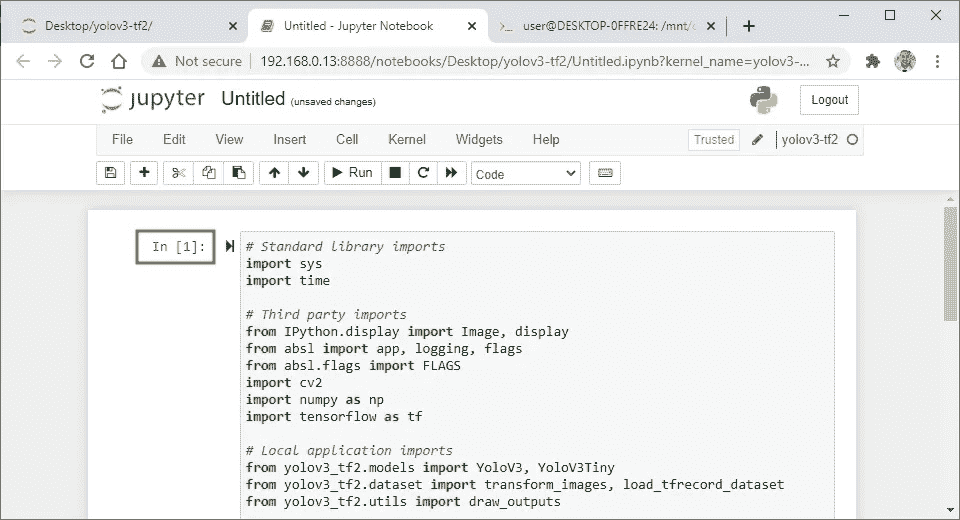 Desktop/yolov3-tf2/
Untitled - Jupyter Notebook
user@DESKTOP-0FFRE24: /mnt/
Not secure
192.168.0.13:8888/notebooks/Desktop/yolov3-tf2/Untitled.ipynb?kernel_name=yolov3-...
jupyter Untitled (unsaved changes)
Logout
File Edit View Insert Cell Kernel Widgets Help
Trusted
yolov3-tf2
Run
Code
In [1]:
# Standard library imports
import sys
import time
# Third party imports
from IPython.display import Image, display
from absl import app, logging, flags
from absl.flags import FLAGS
import cv2
import numpy as np
import tensorflow as tf
# Local application imports
from yolov3_tf2.models import YoloV3, YoloV3Tiny
from yolov3_tf2.dataset import transform_images, load_tfrecord_dataset
from yolov3_tf2.utils import draw_outputs